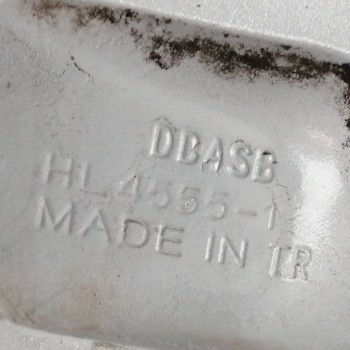 DBASB
HL 4555-1
MADE IN TR